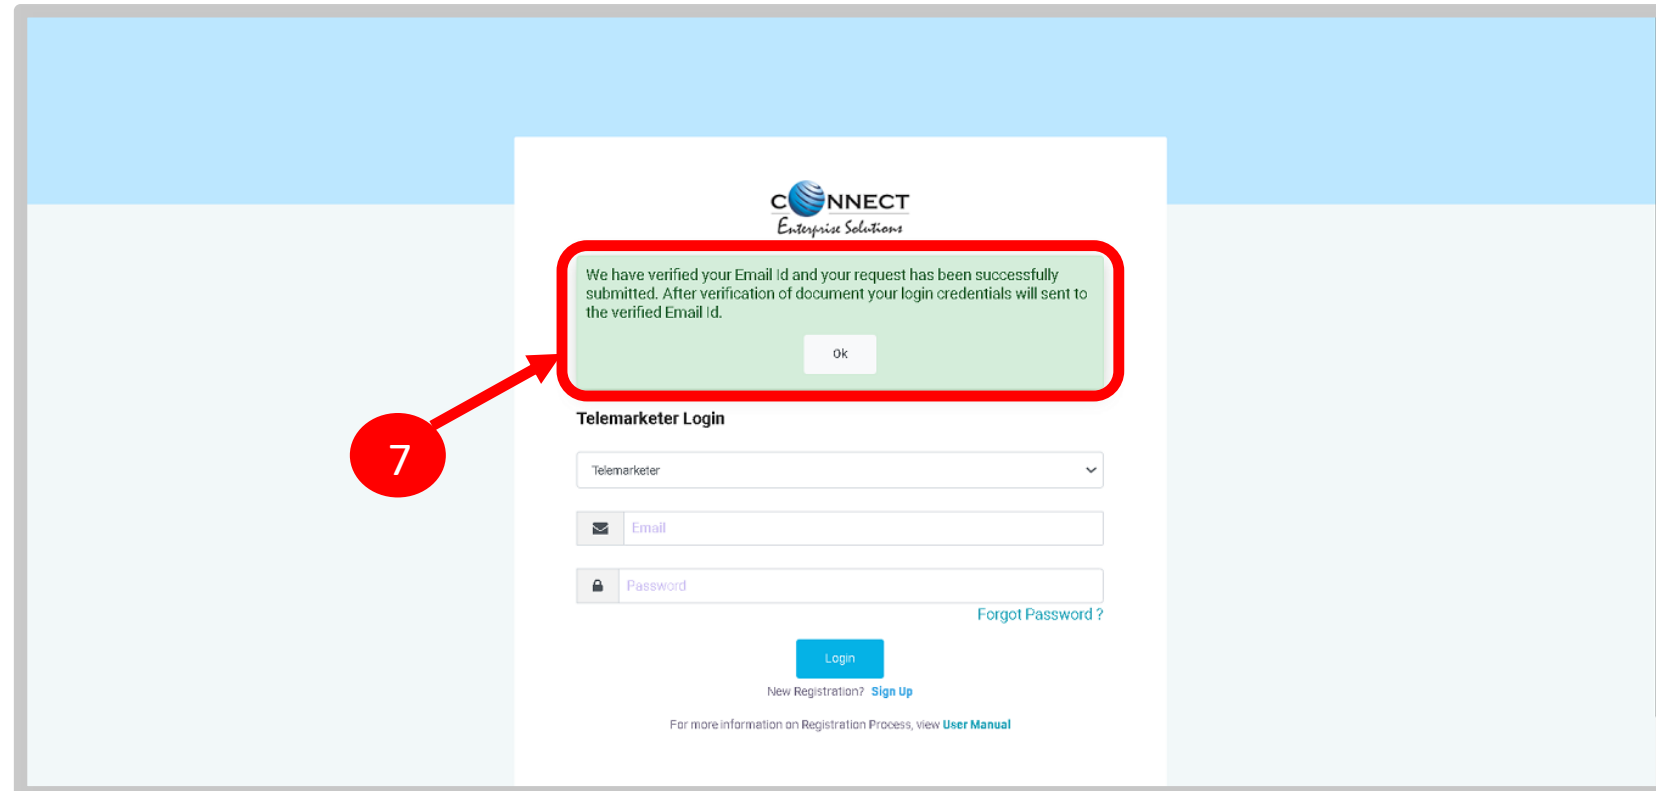 CONNECT
Enterprise Solutions
We have verified your Email Id and your request has been successfully
submitted. After verification of document your login credentials will sent to
the verified Email Id.
Ok
7
Telemarketer Login
Telemarketer
Email
Password
Forgot Password ?
Login
New Registration? Sign Up
For more information on Registration Process, view User Manual